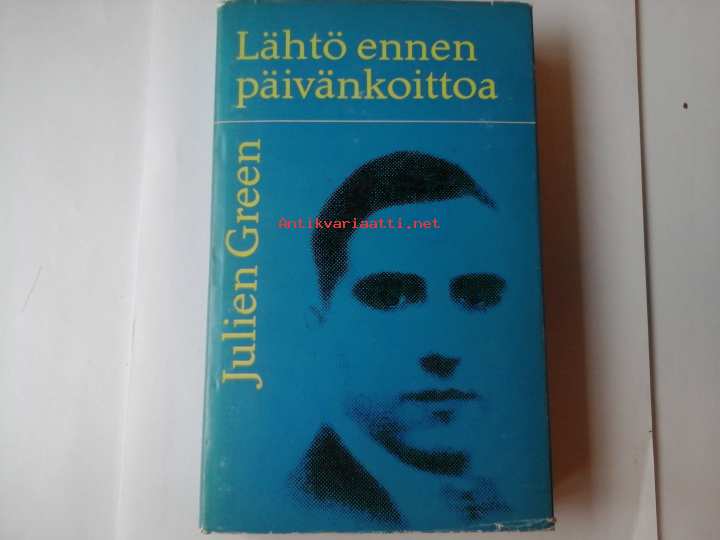 Lähtö ennen
päivänkoittoa
Julien Green
Antikvariaatti.net